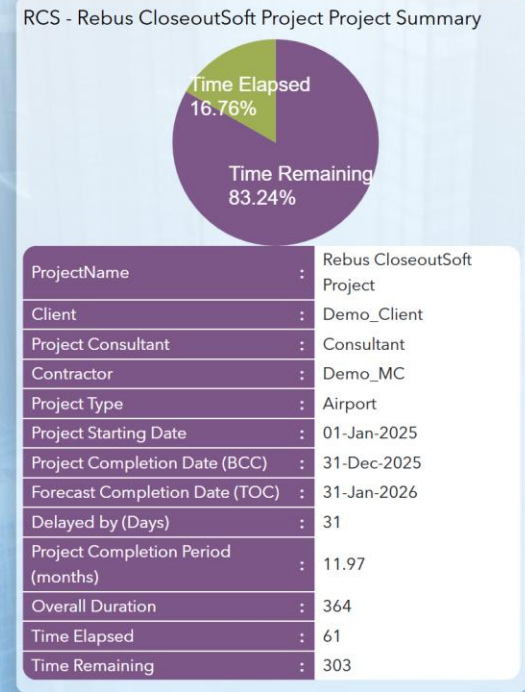 RCS - Rebus CloseoutSoft Project Project Summary
Time Elapsed
16.76%
Time Remaining
83.24%
ProjectName : Rebus CloseoutSoft
Project
Client : Demo_Client
Project Consultant : Consultant
Contractor : Demo_MC
Project Type : Airport
Project Starting Date : 01-Jan-2025
Project Completion Date (BCC) : 31-Dec-2025
Forecast Completion Date (TOC) : 31-Jan-2026
Delayed by (Days) : 31
Project Completion Period
(months) : 11.97
Overall Duration : 364
Time Elapsed : 61
Time Remaining : 303